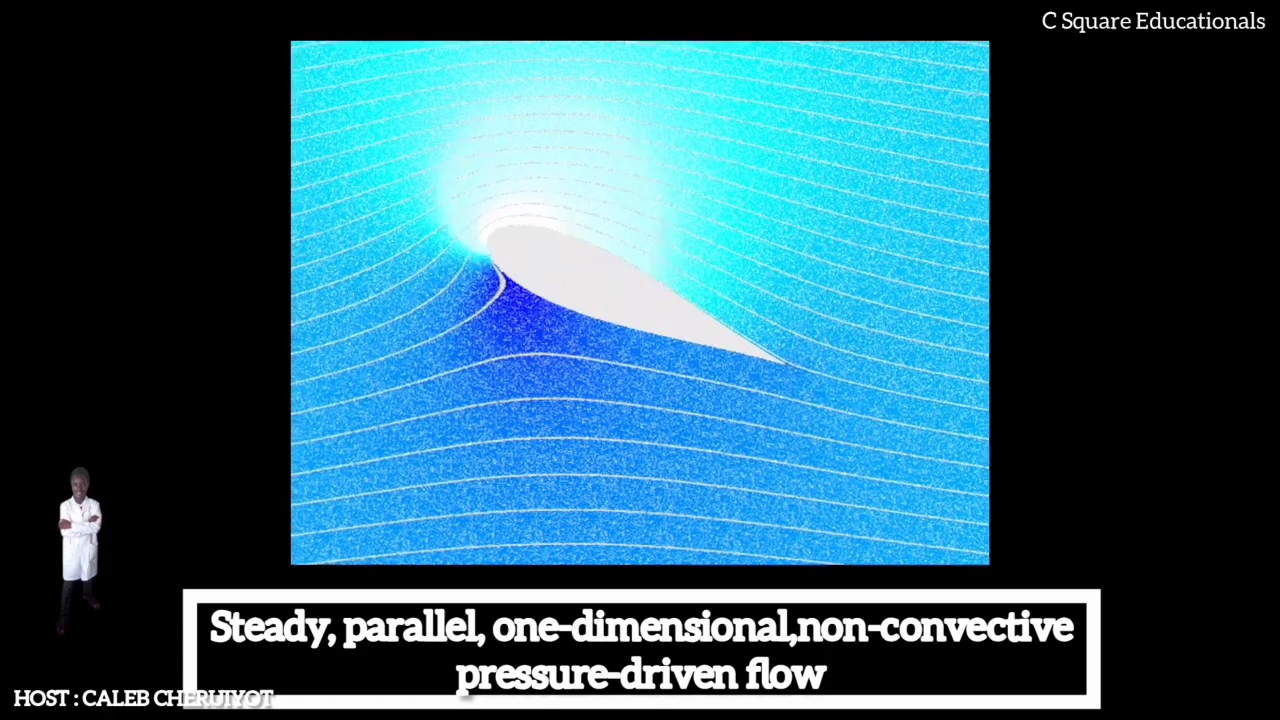 C Square Educationals
Steady, parallel, one-dimensional,non-convective
pressure-driven flow
HOST : CALEB CHERUIYOT